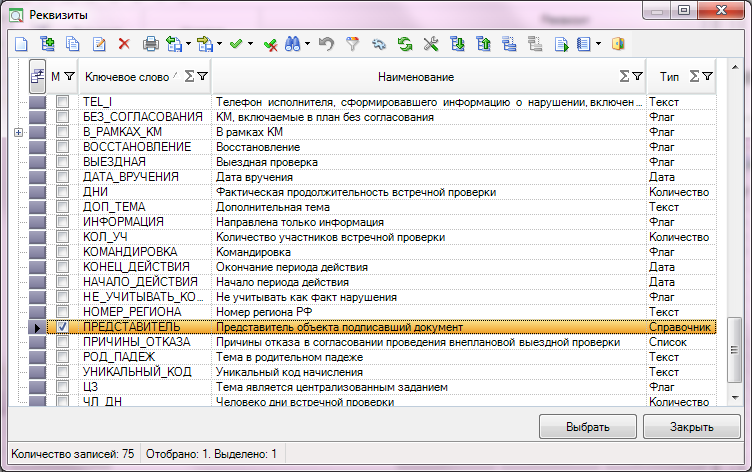 Реквизиты
М Ключевое слово Наименование Тип
TEL_I Телефон исполнителя, сформировавшего информацию о нарушении, включен ... Текст
БЕЗ_СОГЛАСОВАНИЯ КМ, включаемые в план без согласования Флаг
В_РАМКАХ_КМ В рамках КМ Флаг
ВОССТАНОВЛЕНИЕ Восстановление Флаг
ВЫЕЗДНАЯ Выездная проверка Флаг
ДАТА_ВРУЧЕНИЯ Дата вручения Дата
ДНИ Фактическая продолжительность встречной проверки Количество
ДОП_ТЕМА Дополнительная тема Текст
ИНФОРМАЦИЯ Направлена только информация Флаг
КОЛ_УЧ Количество участников встречной проверки Количество
КОМАНДИРОВКА Командировка Флаг
КОНЕЦ_ДЕЙСТВИЯ Окончание периода действия Дата
НАЧАЛО_ДЕЙСТВИЯ Начало периода действия Дата
НЕ_УЧИТЫВАТЬ_КО... Не учитывать как факт нарушения Флаг
НОМЕР_РЕГИОНА Номер региона РФ Текст
ПРЕДСТАВИТЕЛЬ Представитель объекта подписавший документ Справочник
ПРИЧИНЫ_ОТКАЗА Причины отказа в согласовании проведения внеплановой выездной проверки Список
РОД_ПАДЕЖ Тема в родительном падеже Текст
УНИКАЛЬНЫЙ_КОД Уникальный код начисления Текст
ЦЗ Тема является централизованным заданием Флаг
ЧЛ_ДН Человеко дни встречной проверки Количество
Выбрать Закрыть
Количество записей: 75 Отобрано: 1. Выделено: 1